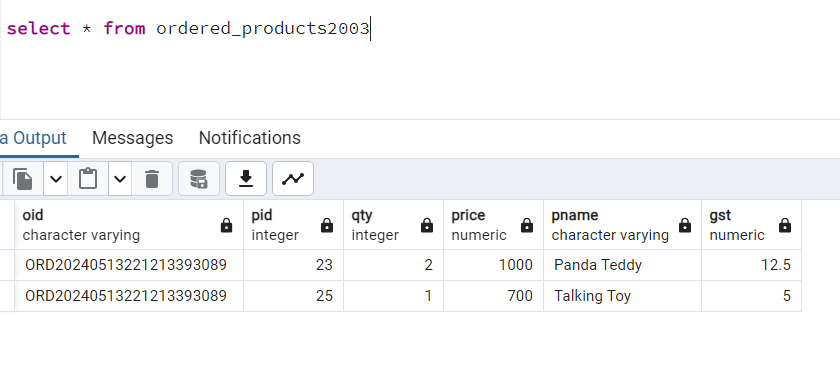 select * from ordered_products2003
a Output Messages Notifications
oid pid qty price pname gst
character varying integer integer numeric character varying numeric
ORD20240513221213393089 23 2 1000 Panda Teddy 12.5
ORD20240513221213393089 25 1 700 Talking Toy 5